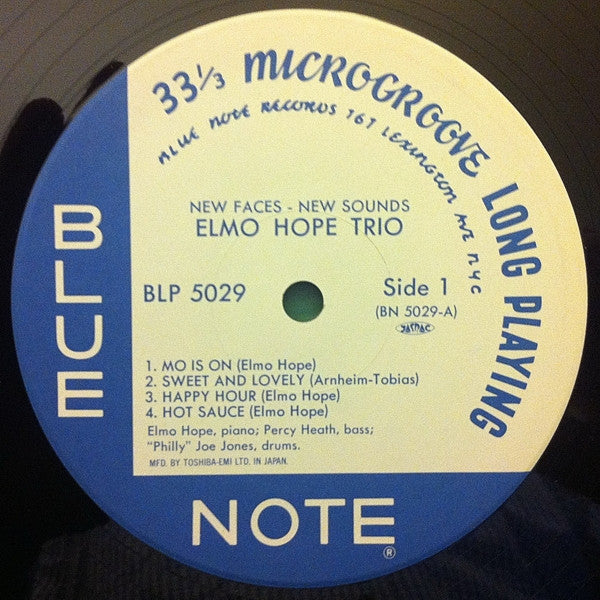 33⅓ MICROGROOVE LONG PLAYING
BLUE NOTE RECORDS 767 LEXINGTON AVE NYC
NEW FACES - NEW SOUNDS
ELMO HOPE TRIO
BLP 5029
Side 1
(BN 5029-A)
JASRAC
1. MO IS ON (Elmo Hope)
2. SWEET AND LOVELY (Arnheim-Tobias)
3. HAPPY HOUR (Elmo Hope)
4. HOT SAUCE (Elmo Hope)
Elmo Hope, piano; Percy Heath, bass;
"Philly" Joe Jones, drums.
MFD. BY TOSHIBA-EMI LTD. IN JAPAN.
BLUE
NOTE®